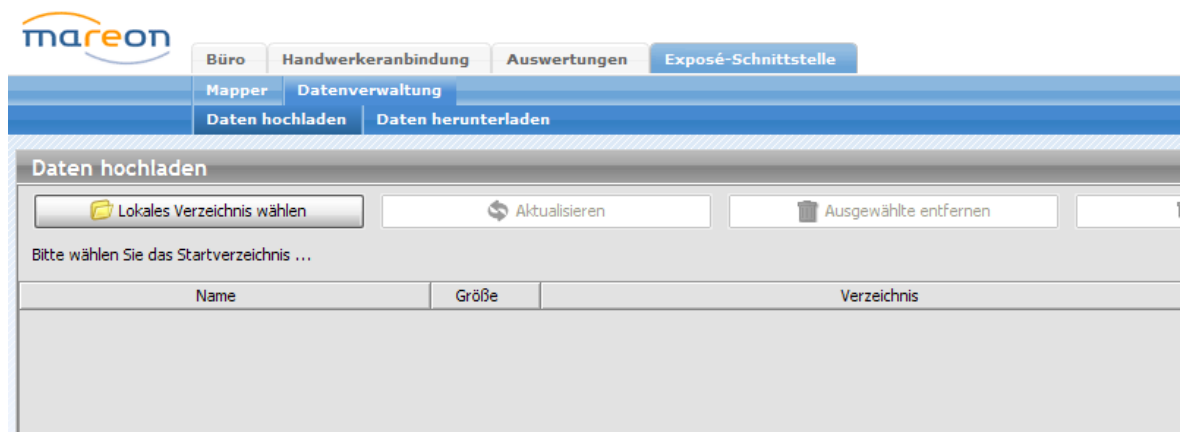 mareon
Büro Handwerkeranbindung Auswertungen Exposé-Schnittstelle
Mapper Datenverwaltung
Daten hochladen Daten herunterladen
Daten hochladen
Lokales Verzeichnis wählen Aktualisieren Ausgewählte entfernen
Bitte wählen Sie das Startverzeichnis ...
Name Größe Verzeichnis